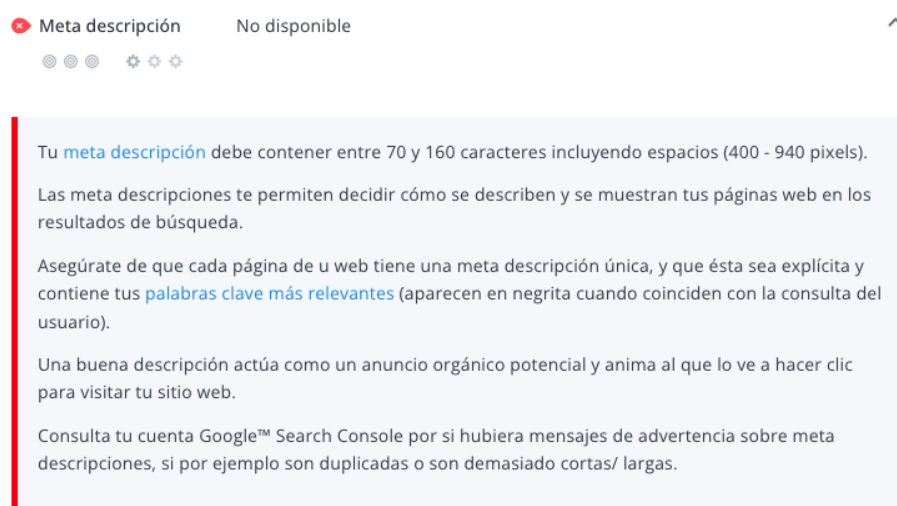 Meta descripción No disponible
Tu meta descripción debe contener entre 70 y 160 caracteres incluyendo espacios (400 - 940 pixels).
Las meta descripciones te permiten decidir cómo se describen y se muestran tus páginas web en los
resultados de búsqueda.
Asegúrate de que cada página de u web tiene una meta descripción única, y que ésta sea explícita y
contiene tus palabras clave más relevantes (aparecen en negrita cuando coinciden con la consulta del
usuario).
Una buena descripción actúa como un anuncio orgánico potencial y anima al que lo ve a hacer clic
para visitar tu sitio web.
Consulta tu cuenta Google™ Search Console por si hubiera mensajes de advertencia sobre meta
descripciones, si por ejemplo son duplicadas o son demasiado cortas/ largas.